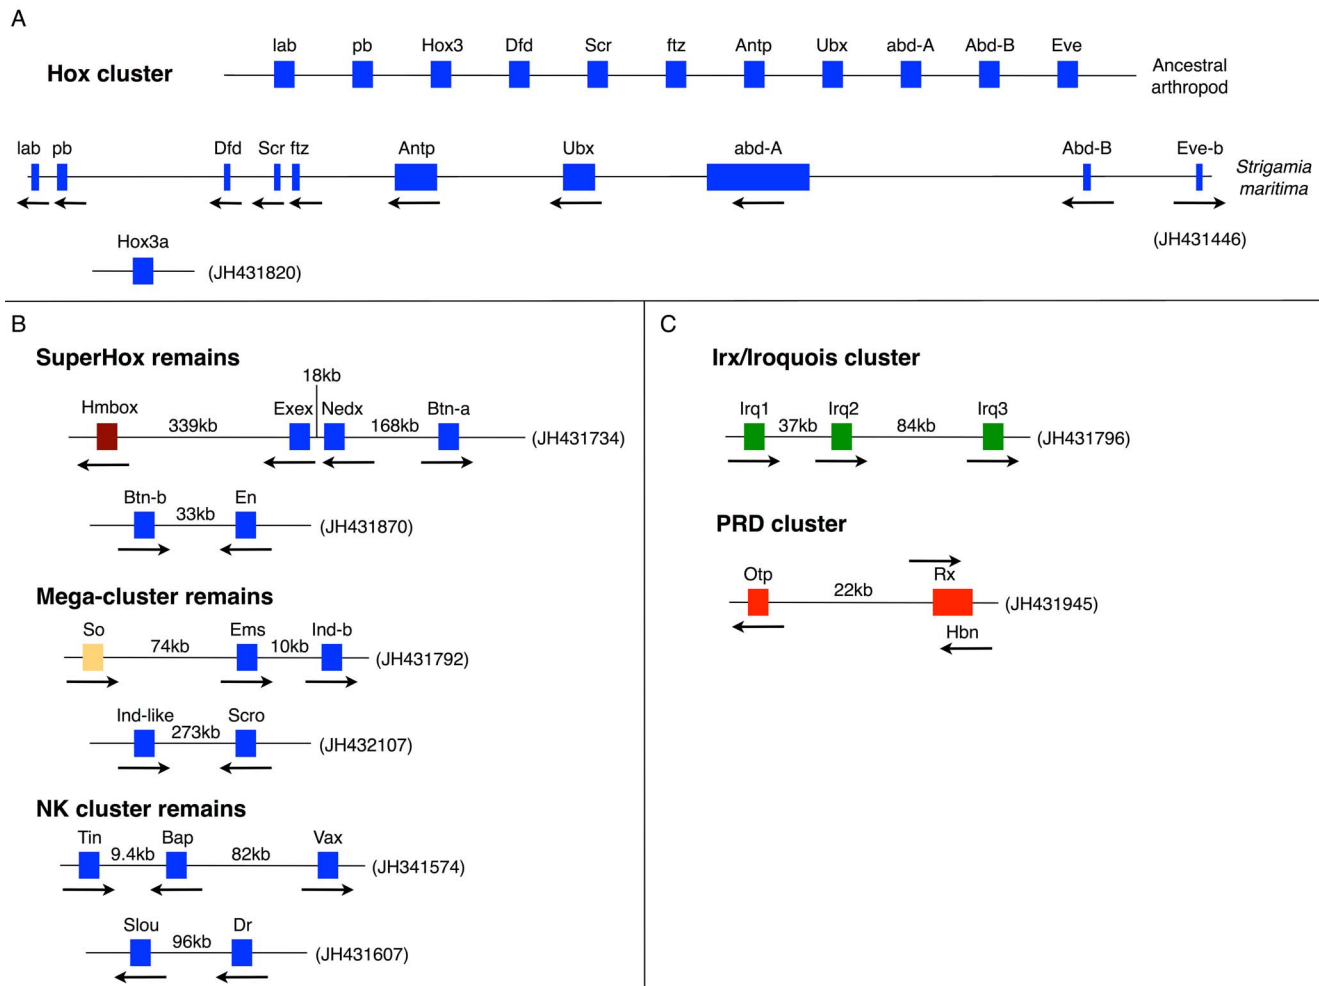 A
lab pb Hox3 Dfd Scr ftz Antp Ubx abd-A Abd-B Eve
Hox cluster
Ancestral
arthropod
lab pb Dfd Scr ftz Antp Ubx abd-A Abd-B Eve-b
Strigamia
maritima
(JH431446)
Hox3a
(JH431820)
B
SuperHox remains
18kb
Hmbox Exex Nedx Btn-a
339kb 168kb
(JH431734)
Btn-b En
33kb
(JH431870)
Mega-cluster remains
So Ems Ind-b
74kb 10kb
(JH431792)
Ind-like Scro
273kb
(JH432107)
NK cluster remains
Tin Bap Vax
9.4kb 82kb
(JH341574)
Slou Dr
96kb
(JH431607)
C
Irx/Iroquois cluster
Irq1 Irq2 Irq3
37kb 84kb
(JH431796)
PRD cluster
Otp Rx
22kb
(JH431945)
Hbn